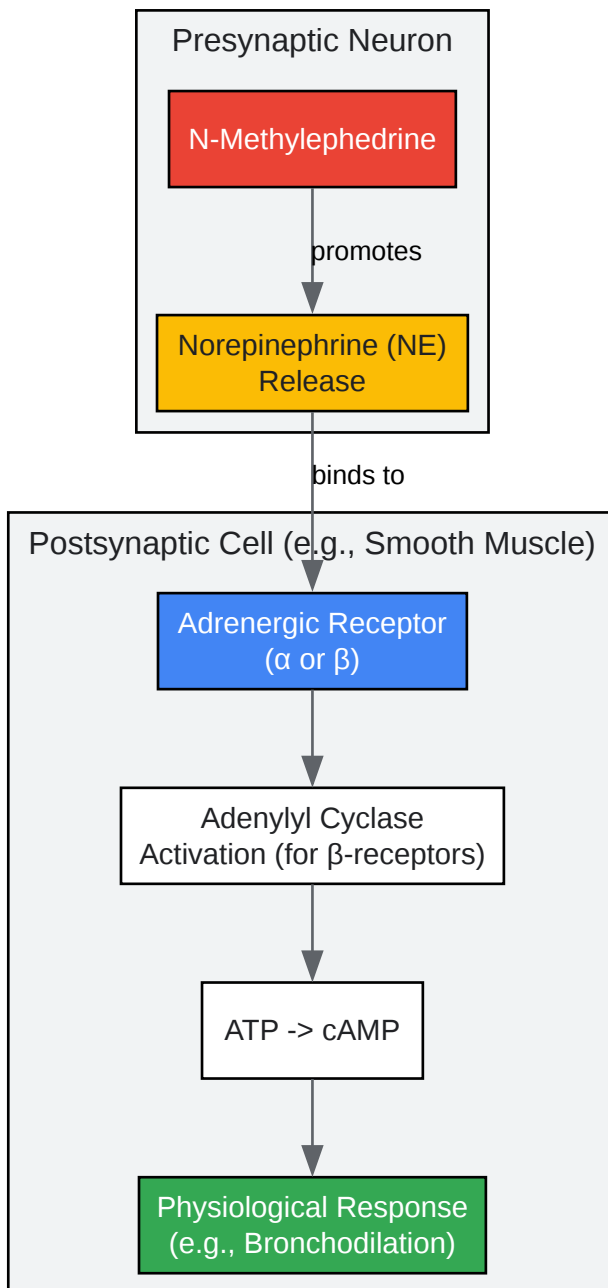 Presynaptic Neuron
N-Methylephedrine
promotes
Norepinephrine (NE)
Release
binds to
Postsynaptic Cell (e.g., Smooth Muscle)
Adrenergic Receptor
(α or β)
Adenylyl Cyclase
Activation (for β-receptors)
ATP -> cAMP
Physiological Response
(e.g., Bronchodilation)